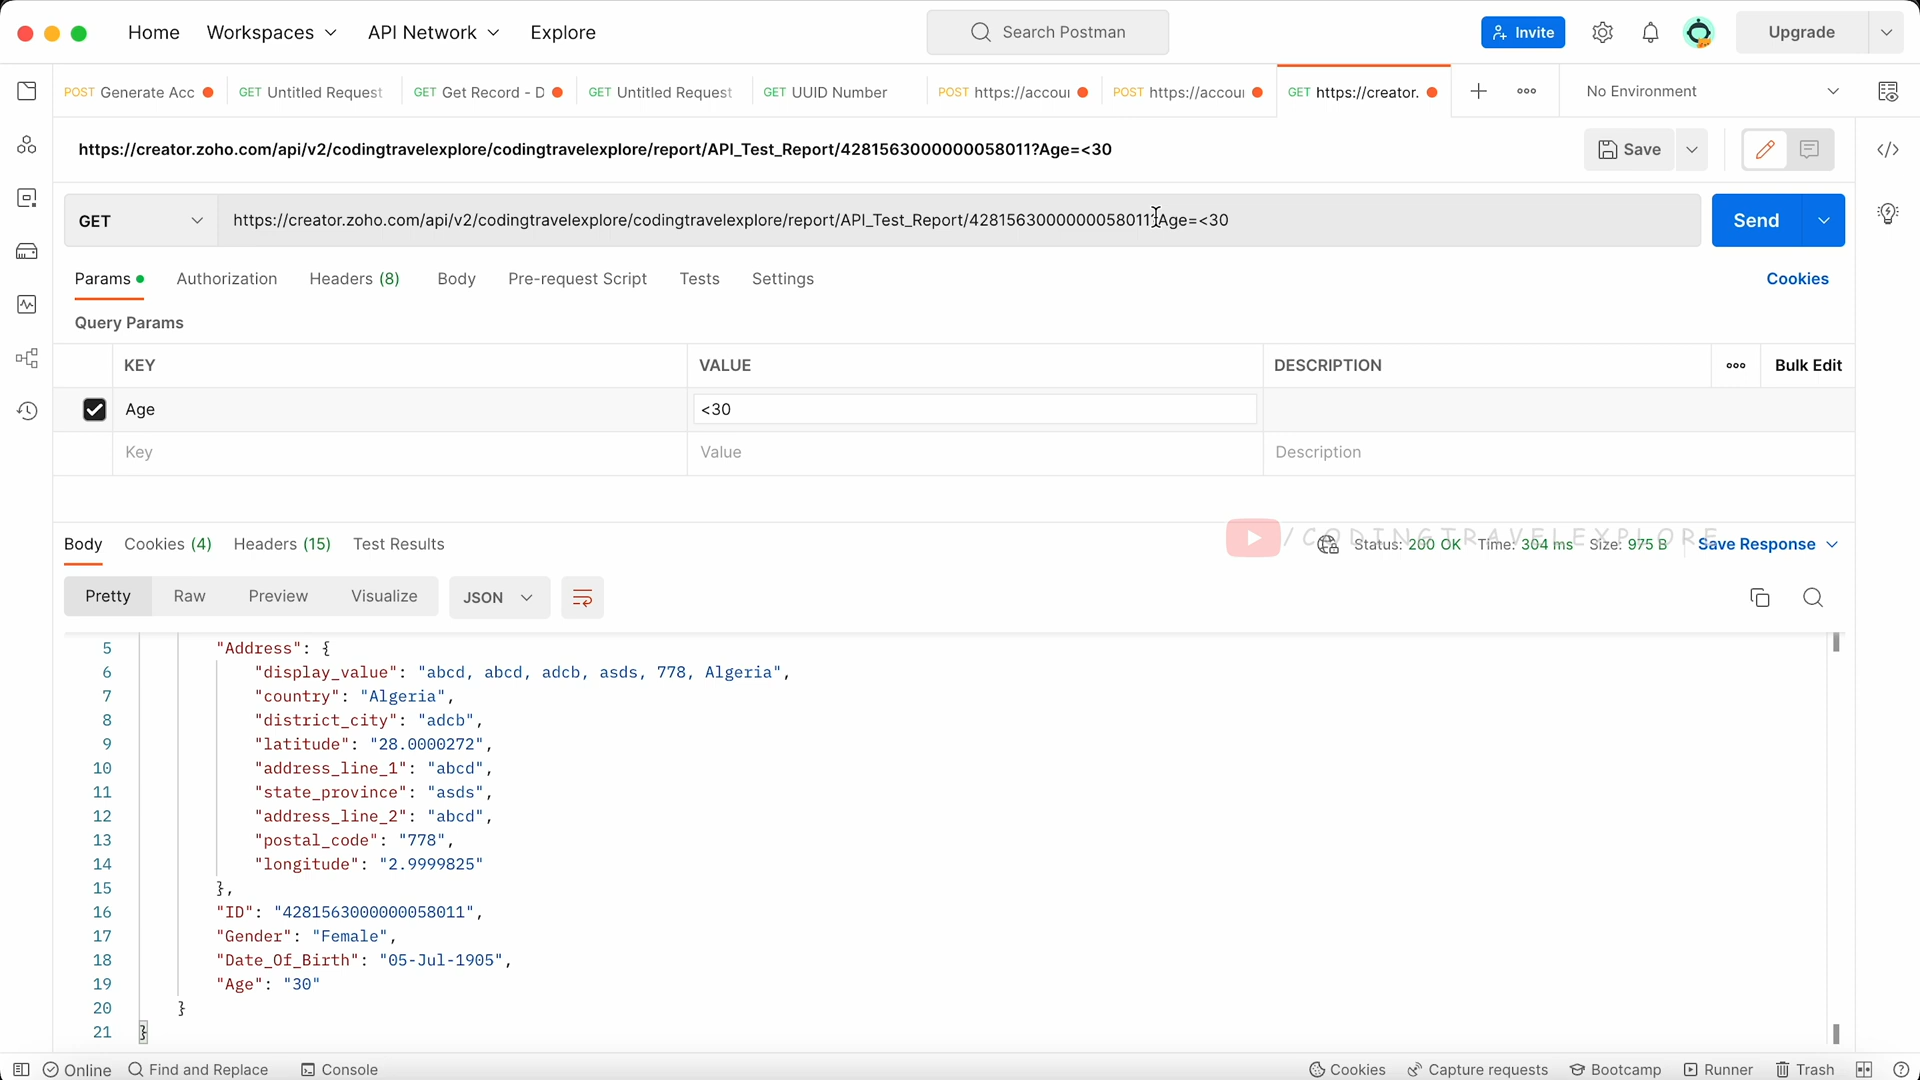 Home Workspaces API Network Explore Search Postman Invite Upgrade
POST Generate Acc GET Untitled Request GET Get Record - D GET Untitled Request GET UUID Number POST https://accou POST https://accou GET https://creator. No Environment
https://creator.zoho.com/api/v2/codingtravelexplore/codingtravelexplore/report/API_Test_Report/4281563000000058011?Age=<30 Save
GET https://creator.zoho.com/api/v2/codingtravelexplore/codingtravelexplore/report/API_Test_Report/4281563000000058011?Age=<30 Send
Params Authorization Headers (8) Body Pre-request Script Tests Settings Cookies
Query Params
KEY VALUE DESCRIPTION Bulk Edit
Age <30
Key Value Description
/CODINGTRAVELEXPLORE
Body Cookies (4) Headers (15) Test Results Status: 200 OK Time: 304 ms Size: 975 B Save Response
Pretty Raw Preview Visualize JSON
5 "Address": {
6 "display_value": "abcd, abcd, adcb, asds, 778, Algeria",
7 "country": "Algeria",
8 "district_city": "adcb",
9 "latitude": "28.0000272",
10 "address_line_1": "abcd",
11 "state_province": "asds",
12 "address_line_2": "abcd",
13 "postal_code": "778",
14 "longitude": "2.9999825"
15 },
16 "ID": "4281563000000058011",
17 "Gender": "Female",
18 "Date_Of_Birth": "05-Jul-1905",
19 "Age": "30"
20 }
21 }
Online Find and Replace Console Cookies Capture requests Bootcamp Runner Trash